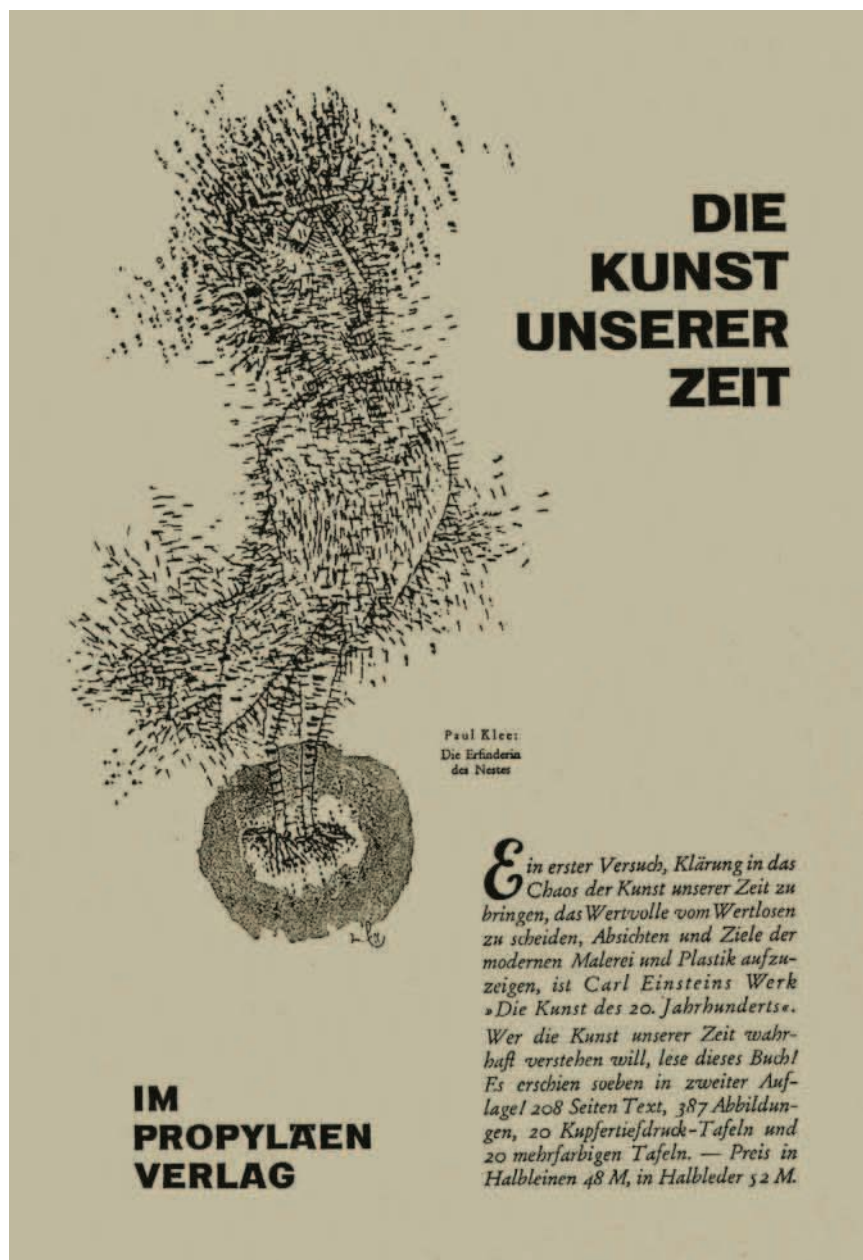 DIE
KUNST
UNSERER
ZEIT
Paul Klee:
Die Erfinderin
des Nestes
Ein erster Versuch, Klärung in das
Chaos der Kunst unserer Zeit zu
bringen, das Wertvolle vom Wertlosen
zu scheiden, Absichten und Ziele der
modernen Malerei und Plastik aufzu-
zeigen, ist Carl Einsteins Werk
»Die Kunst des 20. Jahrhunderts«.
Wer die Kunst unserer Zeit wahr-
haft verstehen will, lese dieses Buch!
Es erschien soeben in zweiter Auf-
lage! 208 Seiten Text, 387 Abbildun-
gen, 20 Kupfertiefdruck-Tafeln und
20 mehrfarbigen Tafeln. — Preis in
Halbleinen 48 M, in Halbleder 52 M.
IM
PROPYLÄEN
VERLAG